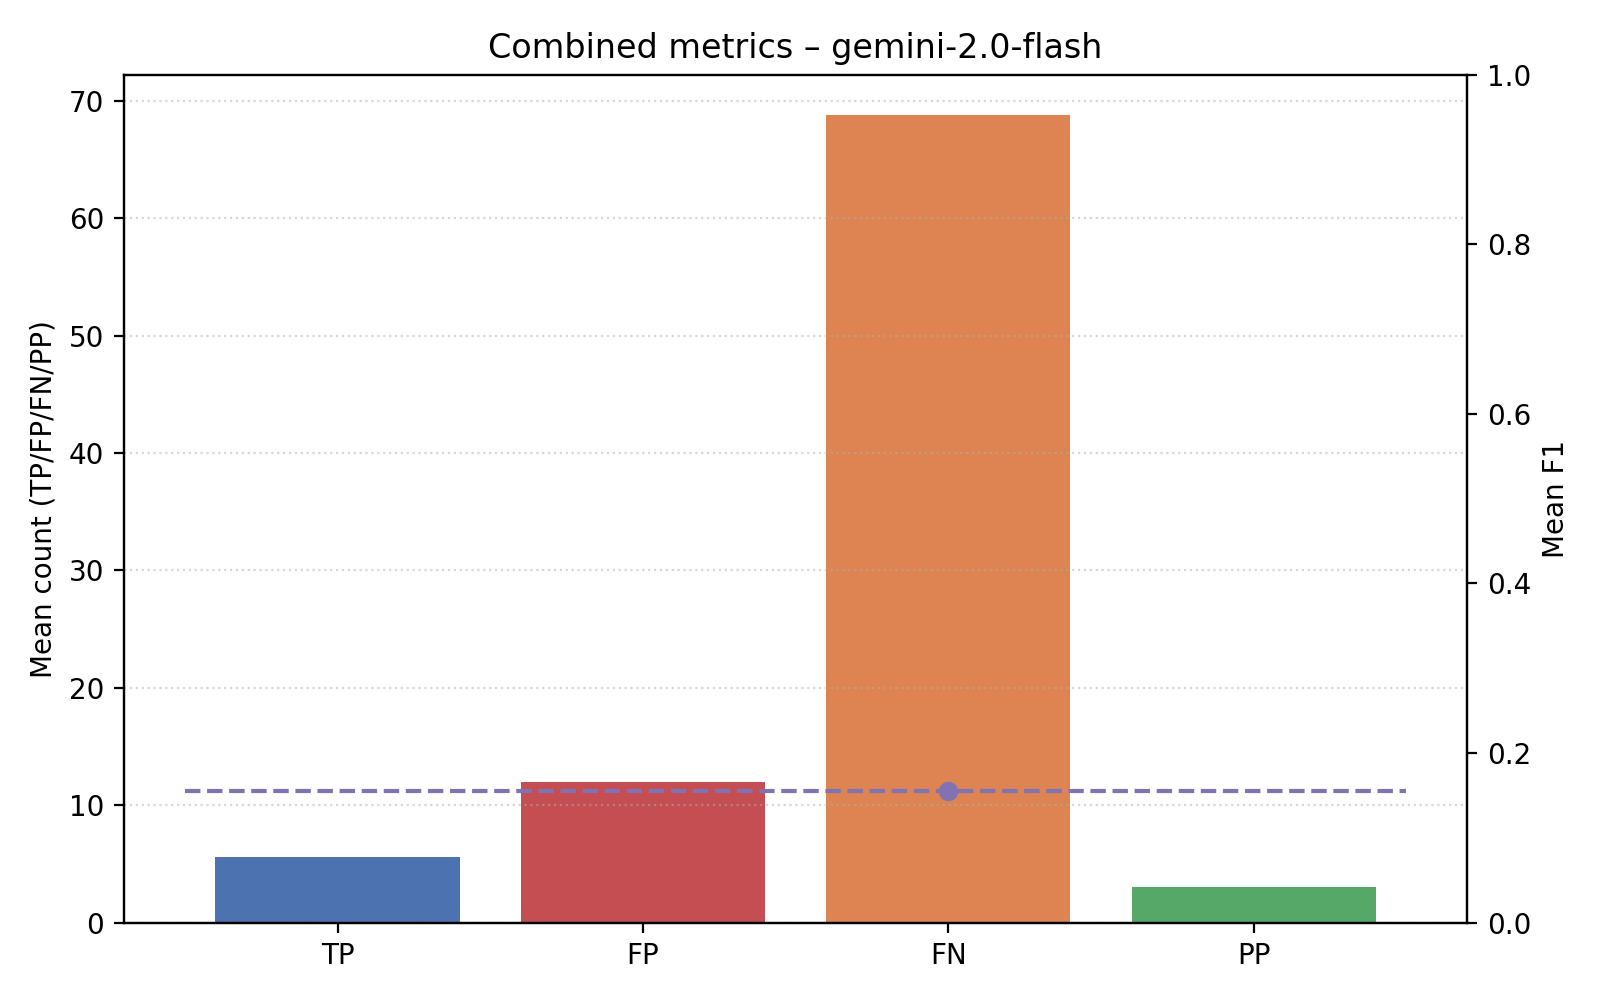 Combined metrics – gemini-2.0-flash
Mean count (TP/FP/FN/PP)
70
60
50
40
30
20
10
0
TP
FP
FN
PP
1.0
0.8
0.6
0.4
0.2
0.0
Mean F1